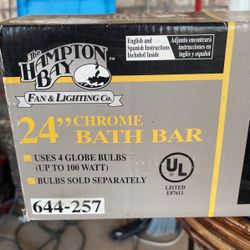 The
HAMPTON
BAY
FAN & LIGHTING Co.
English and
Spanish Instructions
Included Inside
Adjunto encontrará
instrucciones en
inglés y español
24" CHROME
BATH BAR
■ USES 4 GLOBE BULBS
(UP TO 100 WATT)
■ BULBS SOLD SEPARATELY
UL
LISTED
E87611
644-257